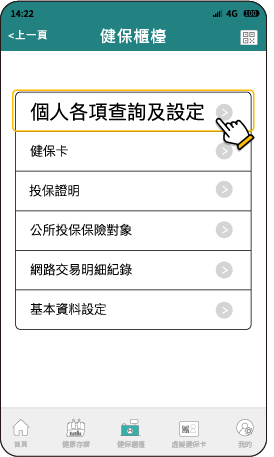 14:22 4G 100
<上一頁 健保櫃檯
個人各項查詢及設定
健保卡
投保證明
公所投保保險對象
網路交易明細紀錄
基本資料設定
首頁 健康存摺 健保櫃檯 虛擬健保卡 我的